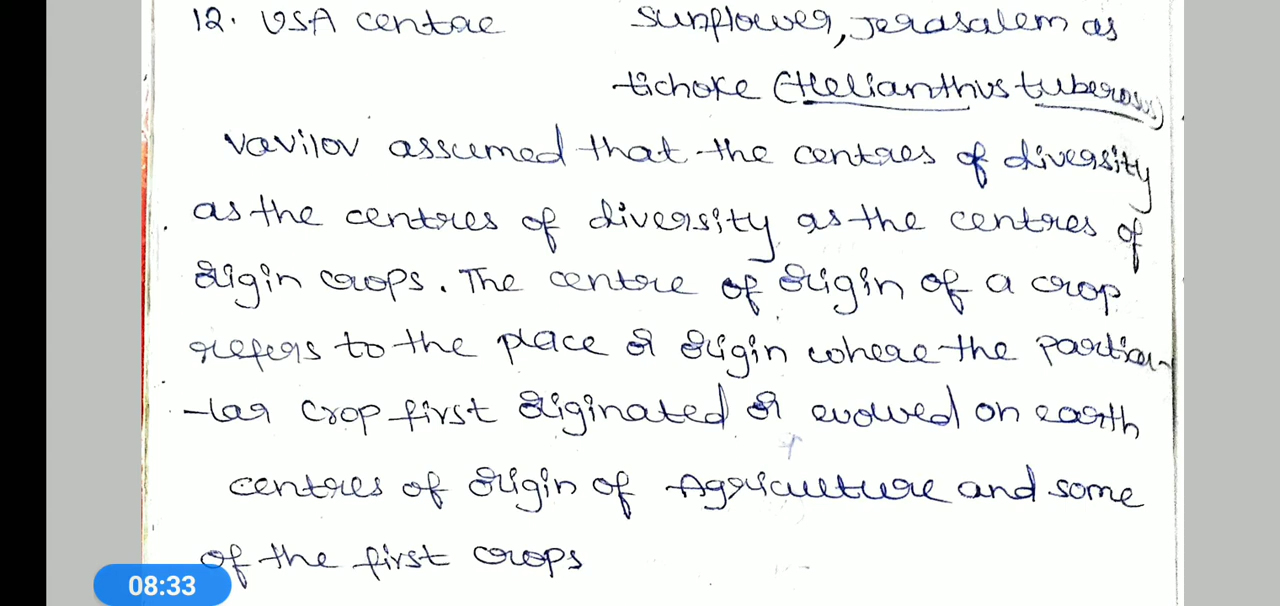 12. USA centre sunflower, Jerasalem as
tichoke (Helianthus tuberosus)
Vavilov assumed that the centres of diversity
as the centres of diversity as the centres of
origin crops. The centre of origin of a crop
refers to the place or origin where the particu-
-lar crop first originated or evolved on earth
centres of origin of Agriculture and some
of the first crops
08:33